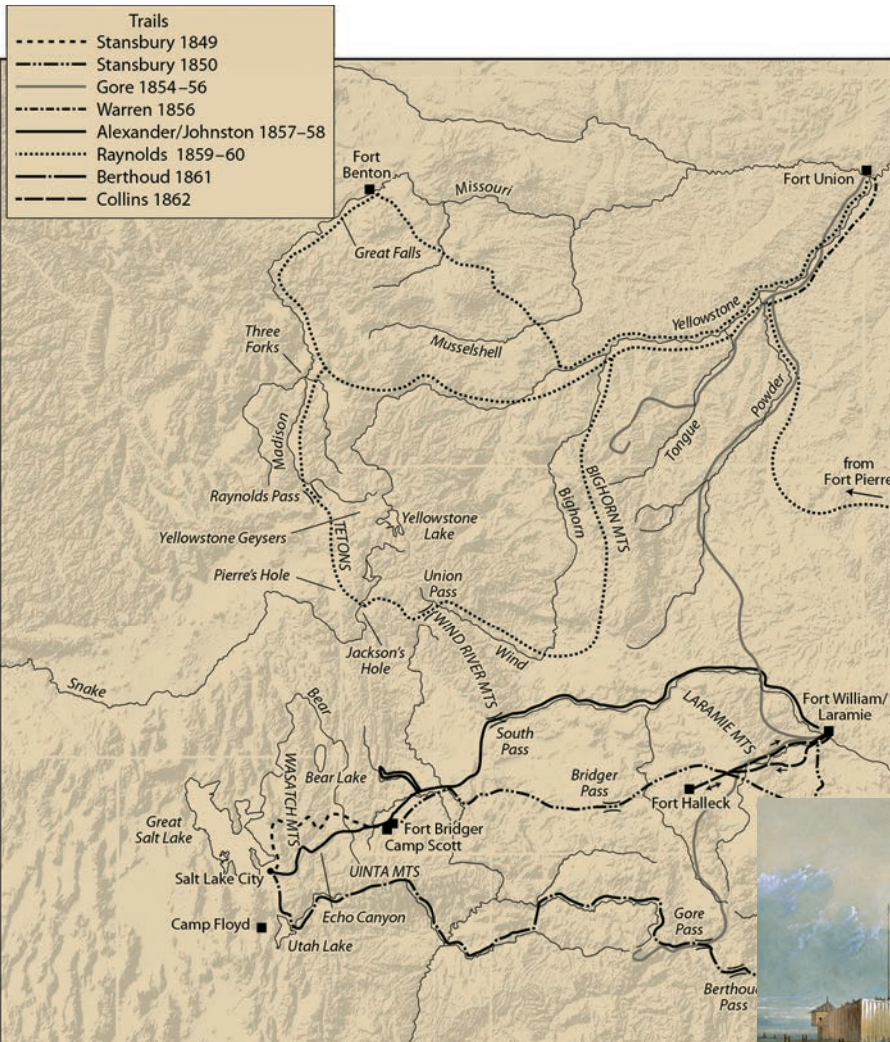 Trails
Stansbury 1849
Stansbury 1850
Gore 1854–56
Warren 1856
Alexander/Johnston 1857–58
Raynolds 1859–60
Berthoud 1861
Collins 1862
Fort
Benton
Missouri
Fort Union
Great Falls
Yellowstone
Three
Forks
Musselshell
Powder
Tongue
Madison
from
Fort Pierre
Raynolds Pass
BIGHORN MTS
Bighorn
Yellowstone Geysers
TETONS
Yellowstone
Lake
Pierre's Hole
Union
Pass
Jackson's
Hole
WIND RIVER MTS
Wind
Snake
Bear
South
Pass
LARAMIE MTS
Fort William/
Laramie
WASATCH MTS
Bear Lake
Bridger
Pass
Fort Halleck
Great
Salt Lake
Fort Bridger
Camp Scott
Salt Lake City
UINTA MTS
Echo Canyon
Camp Floyd
Utah Lake
Gore
Pass
Berthou
Pass